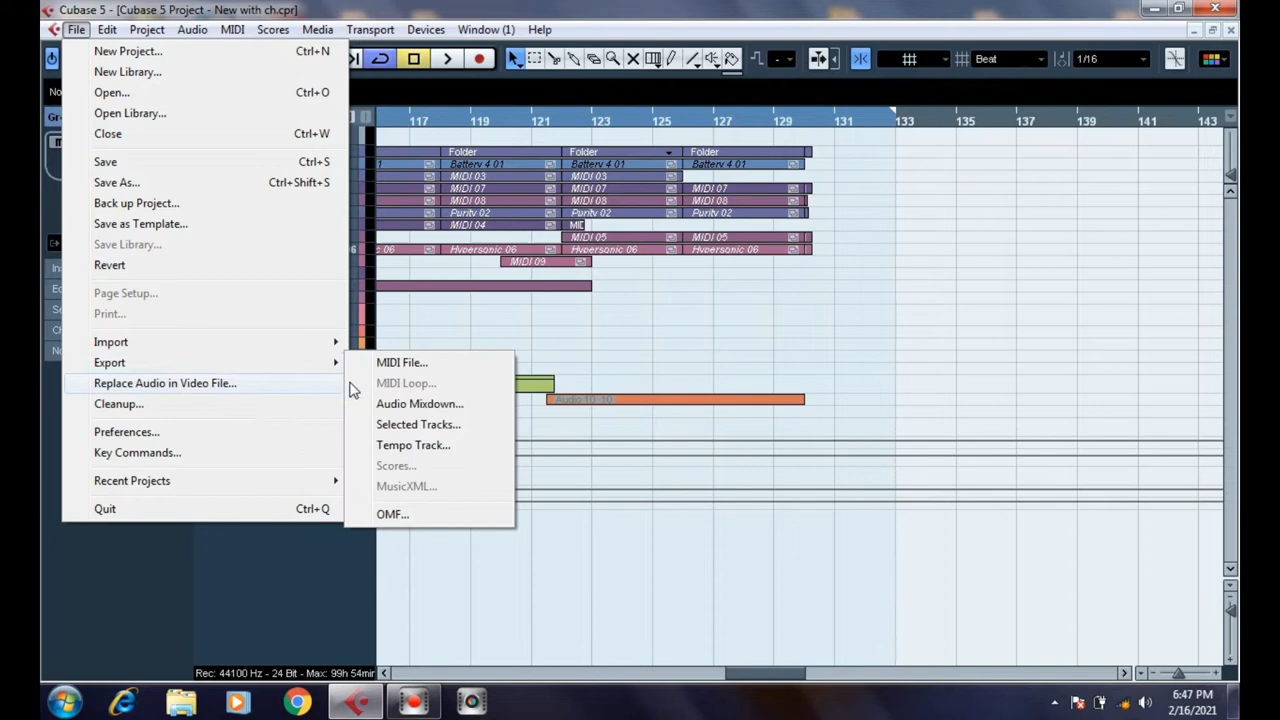 Cubase 5 - [Cubase 5 Project - New with ch.cpr]
File Edit Project Audio MIDI Scores Media Transport Devices Window (1) Help
New Project... Ctrl+N
New Library...
Open... Ctrl+O
Open Library...
Close Ctrl+W
Save Ctrl+S
Save As... Ctrl+Shift+S
Back up Project...
Save as Template...
Save Library...
Revert
Page Setup...
Print...
Import
Export
Replace Audio in Video File...
Cleanup...
Preferences...
Key Commands...
Recent Projects
Quit Ctrl+Q
MIDI File...
MIDI Loop...
Audio Mixdown...
Selected Tracks...
Tempo Track...
Scores...
MusicXML...
OMF...
Beat 1/16
117 119 121 123 125 127 129 131 133 135 137 139 141 143
Folder Folder Folder
1 Battery 4 01 Battery 4 01 Battery 4 01
MIDI 03 MIDI 03
MIDI 07 MIDI 07 MIDI 07
MIDI 08 MIDI 08 MIDI 08
Purity 02 Purity 02 Purity 02
MIDI 04 MID
MIDI 05 MIDI 05
6 c 06 Hypersonic 06 Hypersonic 06 Hypersonic 06
MIDI 09
Audio 10_10
Rec: 44100 Hz - 24 Bit - Max: 99h 54min
6:47 PM
2/16/2021